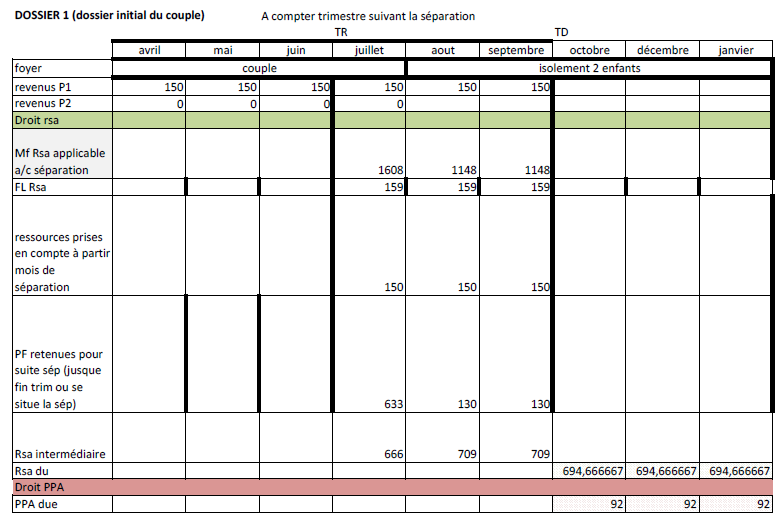 DOSSIER 1 (dossier initial du couple) A compter trimestre suivant la séparation
TR TD
avril mai juin juillet aout septembre octobre décembre janvier
foyer couple isolement 2 enfants
revenus P1 150 150 150 150 150 150
revenus P2 0 0 0 0
Droit rsa
Mf Rsa applicable
a/c séparation 1608 1148 1148
FL Rsa 159 159 159
ressources prises
en compte à partir
mois de
séparation 150 150 150
PF retenues pour
suite sép (jusque
fin trim ou se
situe la sép) 633 130 130
Rsa intermédiaire 666 709 709
Rsa du 694,666667 694,666667 694,666667
Droit PPA
PPA due 92 92 92